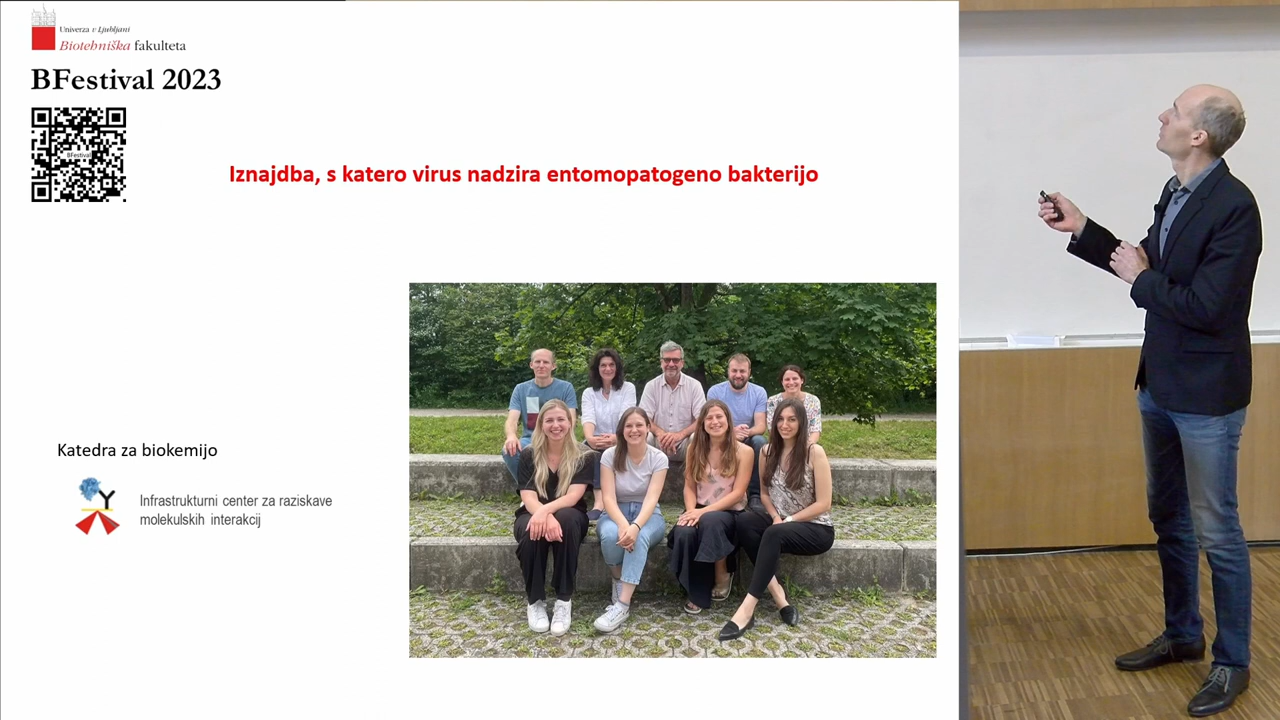 Univerza v Ljubljani
Biotehniška fakulteta
BFestival 2023
BFestival
Iznajdba, s katero virus nadzira entomopatogeno bakterijo
Katedra za biokemijo
Infrastrukturni center za raziskave
molekulskih interakcij